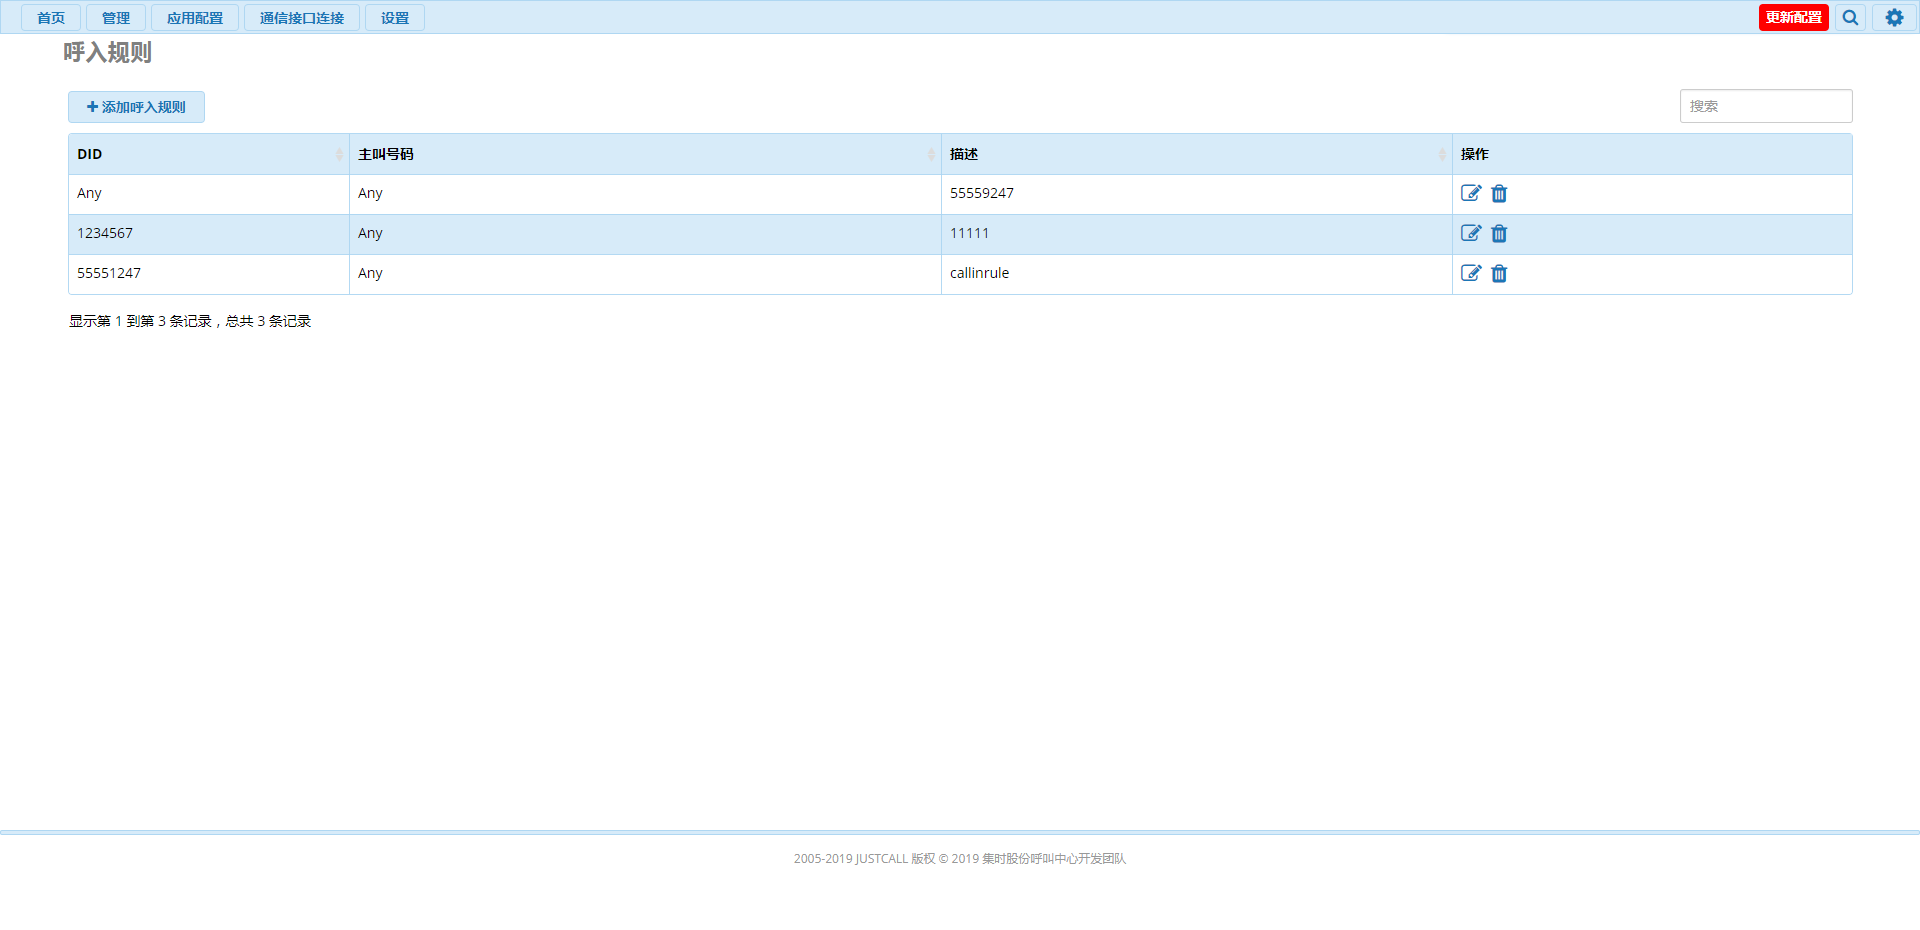 首页 管理 应用配置 通信接口连接 设置 更新配置
呼入规则
添加呼入规则 搜索
DID 主叫号码 描述 操作
Any Any 55559247
1234567 Any 11111
55551247 Any callinrule
显示第 1 到第 3 条记录，总共 3 条记录
2005-2019 JUSTCALL 版权 © 2019 集时股份呼叫中心开发团队